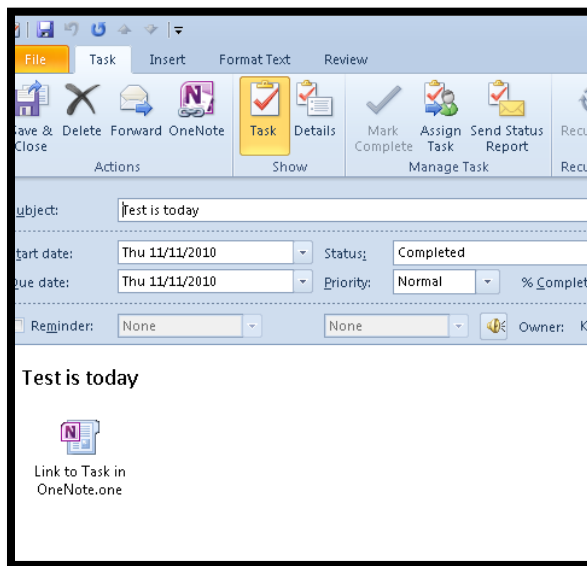 File Task Insert Format Text Review
Save & Delete Forward OneNote Task Details Mark Assign Send Status Recu
Close Complete Task Report
Actions Show Manage Task Recu
ubject: Test is today
tart date: Thu 11/11/2010 Status: Completed
ue date: Thu 11/11/2010 Priority: Normal % Complet
Reminder: None None Owner: K
Test is today
N
Link to Task in
OneNote.one